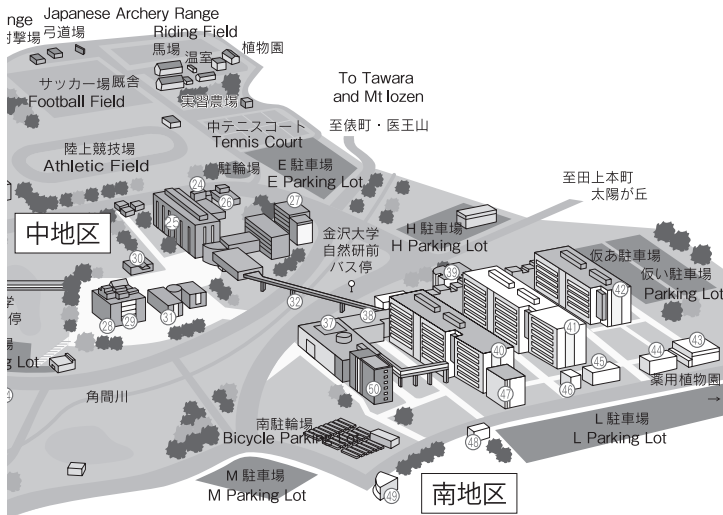 nge
Japanese Archery Range
射撃場
弓道場
Riding Field
馬場
温室
植物園
サッカー場
厩舎
Football Field
実習農場
To Tawara
and Mt Iozen
至俵町・医王山
中テニスコート
Tennis Court
陸上競技場
Athletic Field
駐輪場
E 駐車場
E Parking Lot
至田上本町
太陽が丘
中地区
24
25
26
27
金沢大学
自然研前
バス停
H 駐車場
H Parking Lot
仮あ駐車場
仮い駐車場
Parking Lot
30
28
29
31
32
37
38
39
40
41
42
43
44
45
46
47
50
薬用植物園
→
学
停
場
g Lot
角間川
南駐輪場
Bicycle Parking Lot
48
L 駐車場
L Parking Lot
M 駐車場
M Parking Lot
49
南地区